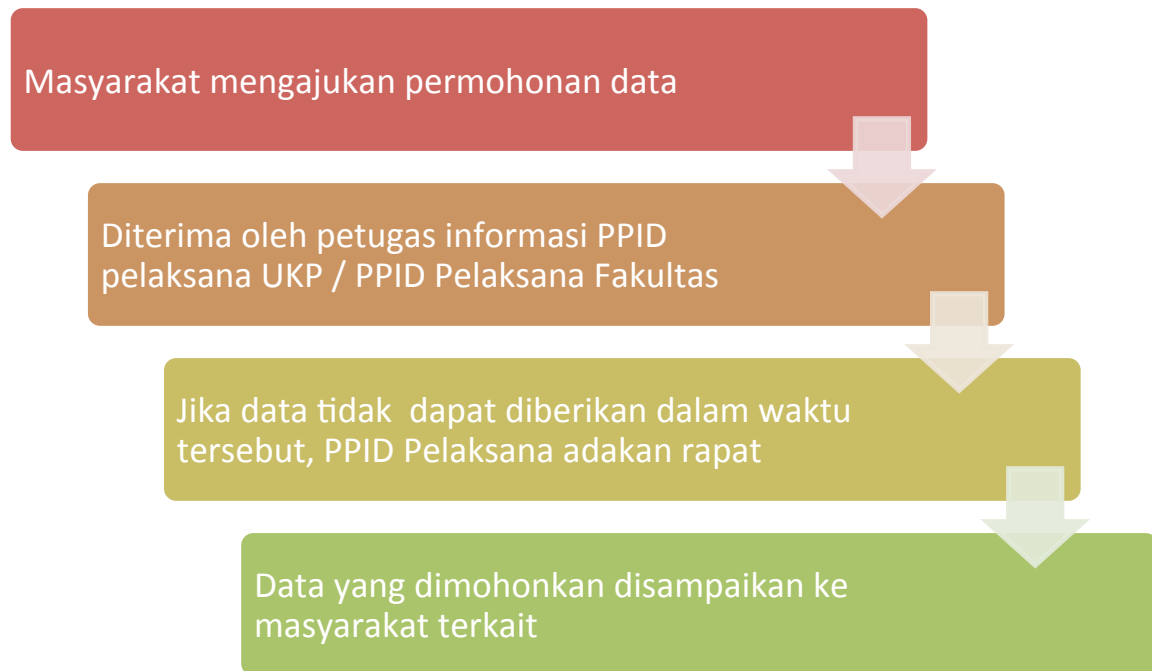 Masyarakat mengajukan permohonan data
Diterima oleh petugas informasi PPID
pelaksana UKP / PPID Pelaksana Fakultas
Jika data tidak dapat diberikan dalam waktu
tersebut, PPID Pelaksana adakan rapat
Data yang dimohonkan disampaikan ke
masyarakat terkait